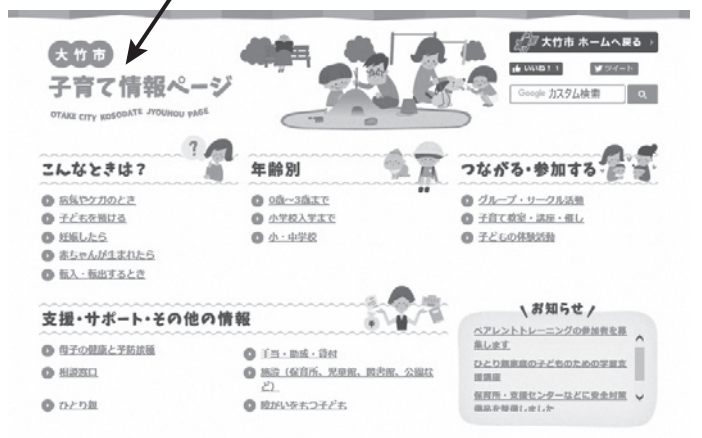 大竹市
子育て情報ページ
OTAKE CITY KOSODATE JYOUHOU PAGE
大竹市 ホームへ戻る
いいね！ 1
ツイート
Google カスタム検索
?
こんなときは？
病気やケガのとき
子どもを預ける
妊娠したら
赤ちゃんが生まれたら
転入・転出するとき
年齢別
0歳～3歳まで
小学校入学まで
小・中学校
つながる・参加する
グループ・サークル活動
子育て教室・講座・催し
子どもの体験活動
支援・サポート・その他の情報
母子の健康と予防接種
相談窓口
ひとり親
手当・助成・貸付
施設（保育所、児童館、図書館、公園な
ど）
障がいをもつ子ども
お知らせ
ペアレントトレーニングの参加者を募
集します
ひとり親家庭の子どものための学習支
援講座
保育所・支援センターなどに安全対策
備品を整備しました